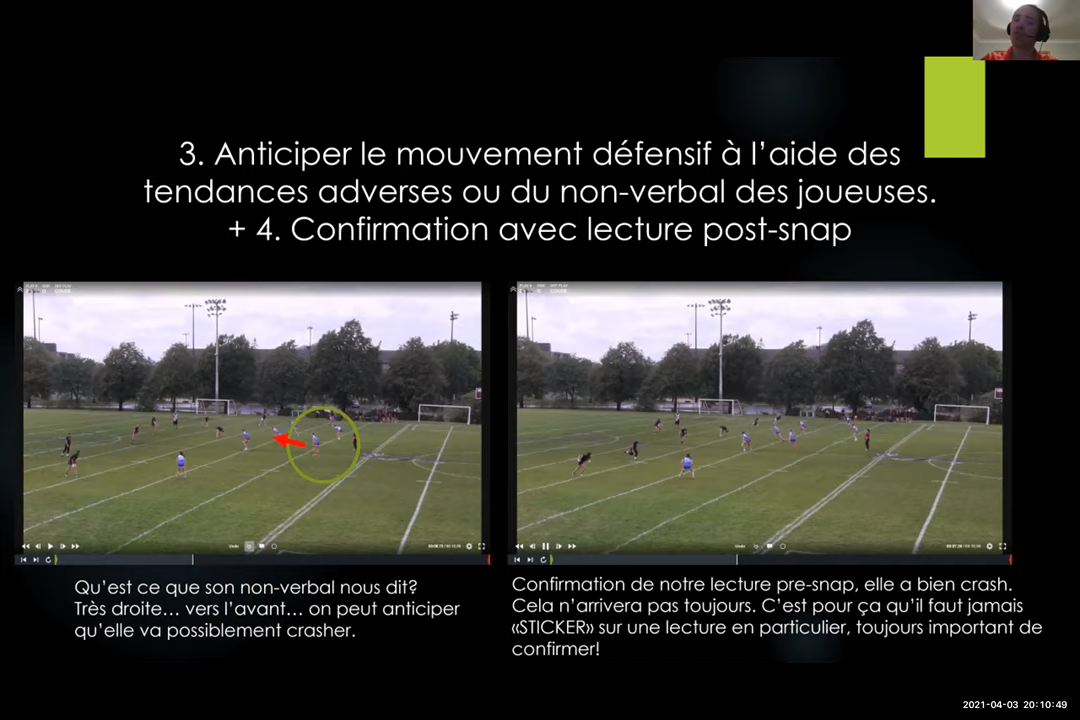 3. Anticiper le mouvement défensif à l'aide des
tendances adverses ou du non-verbal des joueuses.
+ 4. Confirmation avec lecture post-snap
Qu'est ce que son non-verbal nous dit?
Très droite... vers l'avant... on peut anticiper
qu'elle va possiblement crasher.
Confirmation de notre lecture pre-snap, elle a bien crash.
Cela n'arrivera pas toujours. C'est pour ça qu'il faut jamais
«STICKER» sur une lecture en particulier, toujours important de
confirmer!
2021-04-03 20:10:49